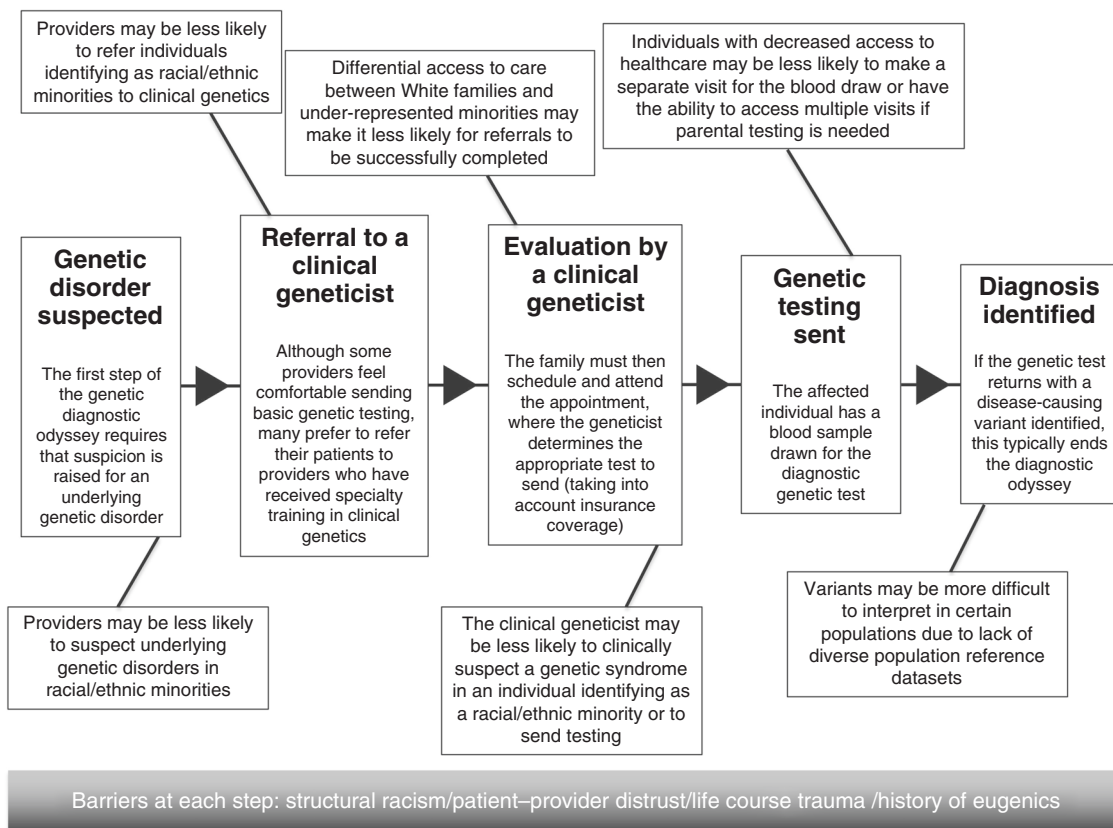 Providers may be less likely
to refer individuals
identifying as racial/ethnic
minorities to clinical genetics
Differential access to care
between White families and
under-represented minorities may
make it less likely for referrals to
be successfully completed
Individuals with decreased access to
healthcare may be less likely to make a
separate visit for the blood draw or have
the ability to access multiple visits if
parental testing is needed
Genetic
disorder
suspected
The first step of
the genetic
diagnostic
odyssey requires
that suspicion is
raised for an
underlying
genetic disorder
Referral to a
clinical
geneticist
Although some
providers feel
comfortable sending
basic genetic testing,
many prefer to refer
their patients to
providers who have
received specialty
training in clinical
genetics
Evaluation by
a clinical
geneticist
The family must then
schedule and attend
the appointment,
where the geneticist
determines the
appropriate test to
send (taking into
account insurance
coverage)
Genetic
testing
sent
The affected
individual has a
blood sample
drawn for the
diagnostic
genetic test
Diagnosis
identified
If the genetic test
returns with a
disease-causing
variant identified,
this typically ends
the diagnostic
odyssey
Providers may be less likely
to suspect underlying
genetic disorders in
racial/ethnic minorities
The clinical geneticist may
be less likely to clinically
suspect a genetic syndrome
in an individual identifying as
a racial/ethnic minority or to
send testing
Variants may be more difficult
to interpret in certain
populations due to lack of
diverse population reference
datasets
Barriers at each step: structural racism/patient–provider distrust/life course trauma /history of eugenics